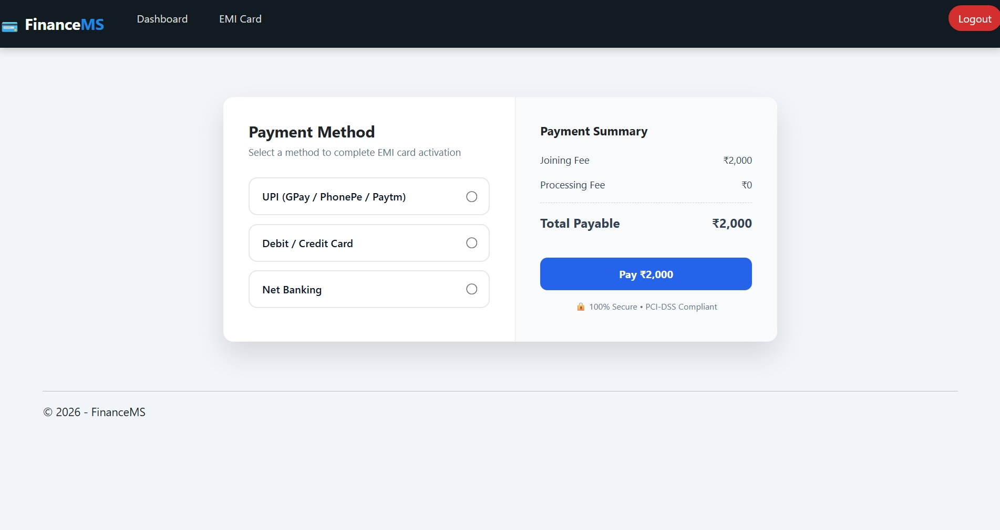 FinanceMS
Dashboard
EMI Card
Logout
Payment Method
Select a method to complete EMI card activation
UPI (GPay / PhonePe / Paytm)
Debit / Credit Card
Net Banking
Payment Summary
Joining Fee ₹2,000
Processing Fee ₹0
Total Payable ₹2,000
Pay ₹2,000
100% Secure • PCI-DSS Compliant
© 2026 - FinanceMS